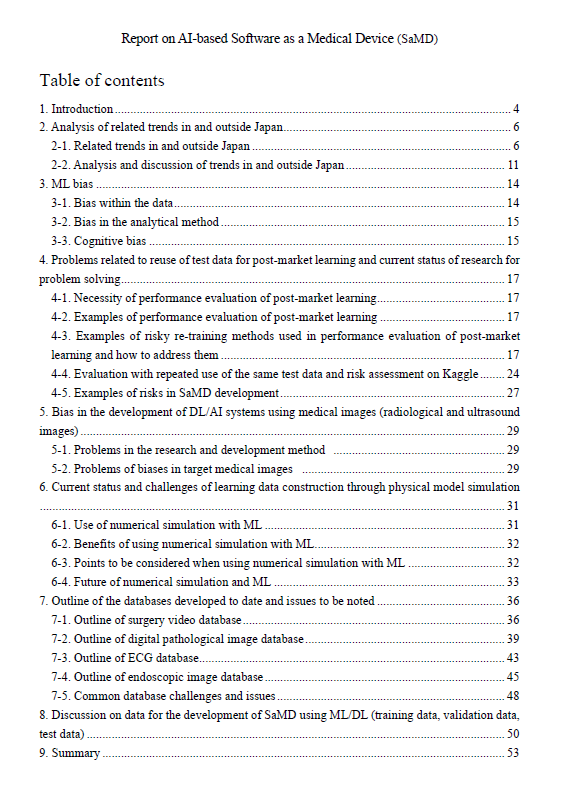 Report on AI-based Software as a Medical Device (SaMD)
Table of contents
1. Introduction 4
2. Analysis of related trends in and outside Japan 6
2-1. Related trends in and outside Japan 6
2-2. Analysis and discussion of trends in and outside Japan 11
3. ML bias 14
3-1. Bias within the data 14
3-2. Bias in the analytical method 15
3-3. Cognitive bias 15
4. Problems related to reuse of test data for post-market learning and current status of research for
problem solving 17
4-1. Necessity of performance evaluation of post-market learning 17
4-2. Examples of performance evaluation of post-market learning 17
4-3. Examples of risky re-training methods used in performance evaluation of post-market
learning and how to address them 17
4-4. Evaluation with repeated use of the same test data and risk assessment on Kaggle 24
4-5. Examples of risks in SaMD development 27
5. Bias in the development of DL/AI systems using medical images (radiological and ultrasound
images) 29
5-1. Problems in the research and development method 29
5-2. Problems of biases in target medical images 29
6. Current status and challenges of learning data construction through physical model simulation
31
6-1. Use of numerical simulation with ML 31
6-2. Benefits of using numerical simulation with ML 32
6-3. Points to be considered when using numerical simulation with ML 32
6-4. Future of numerical simulation and ML 33
7. Outline of the databases developed to date and issues to be noted 36
7-1. Outline of surgery video database 36
7-2. Outline of digital pathological image database 39
7-3. Outline of ECG database 43
7-4. Outline of endoscopic image database 45
7-5. Common database challenges and issues 48
8. Discussion on data for the development of SaMD using ML/DL (training data, validation data,
test data) 50
9. Summary 53